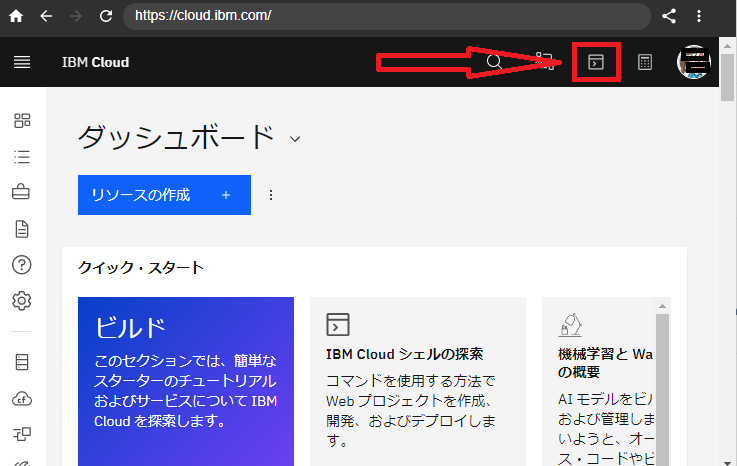 https://cloud.ibm.com/
IBM Cloud
ダッシュボード
リソースの作成 +
クイック・スタート
ビルド
このセクションでは、簡単な
スターターのチュートリアル
およびサービスについて IBM
Cloud を探索します。
IBM Cloud シェルの探索
コマンドを使用する方法で
Web プロジェクトを作成、
開発、およびデプロイしま
す。
機械学習と Wa
の概要
AI モデルをビル
および管理しま
いようと、オー
ス・コードやビ
cf